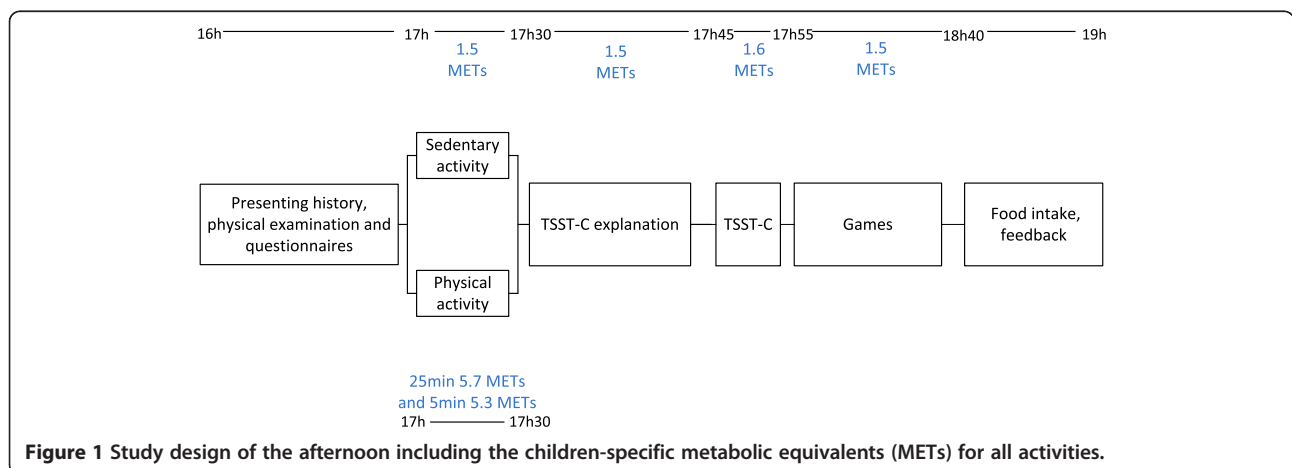 16h 17h 17h30 17h45 17h55 18h40 19h
1.5 METs
1.5 METs
1.6 METs
1.5 METs
Sedentary
activity
Presenting history,
physical examination and
questionnaires
TSST-C explanation
TSST-C
Games
Food intake,
feedback
Physical
activity
25min 5.7 METs
and 5min 5.3 METs
17h 17h30
Figure 1 Study design of the afternoon including the children-specific metabolic equivalents (METs) for all activities.